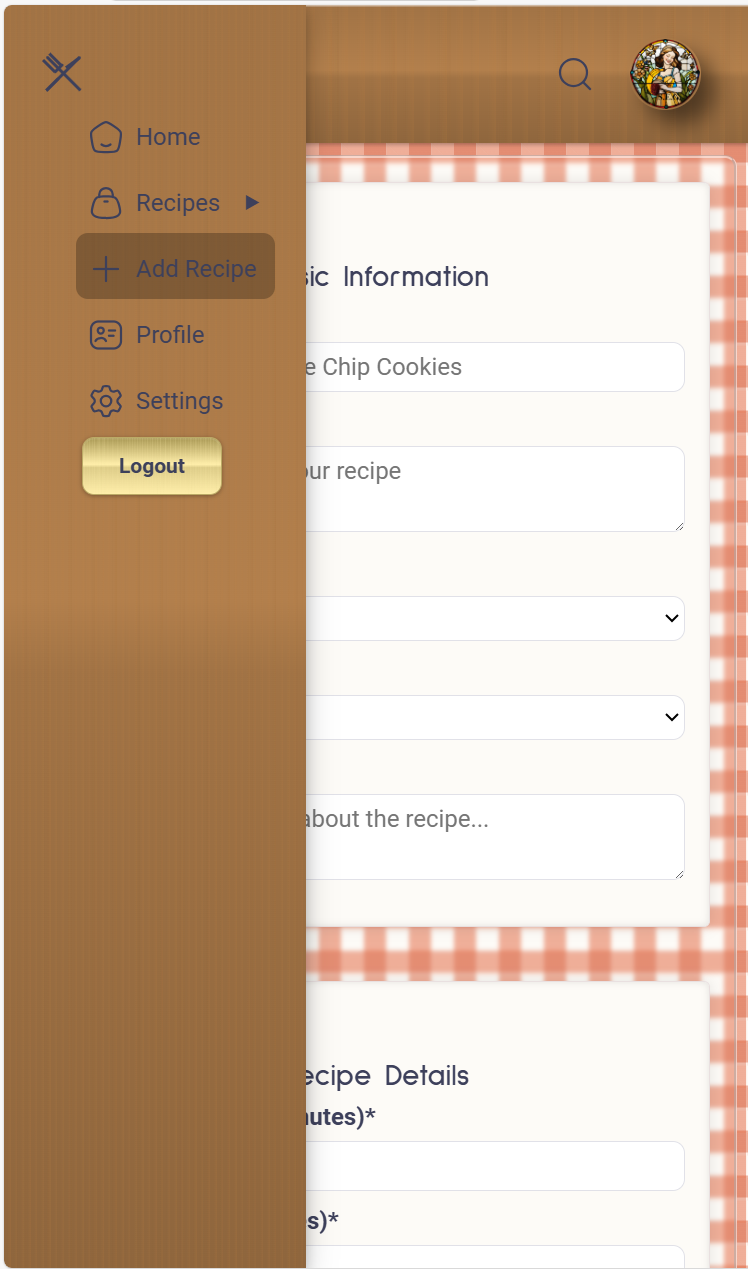 Home
Recipes
Add Recipe
Profile
Settings
Logout
sic Information
e Chip Cookies
our recipe
about the recipe...
ecipe Details
nutes)*
es)*